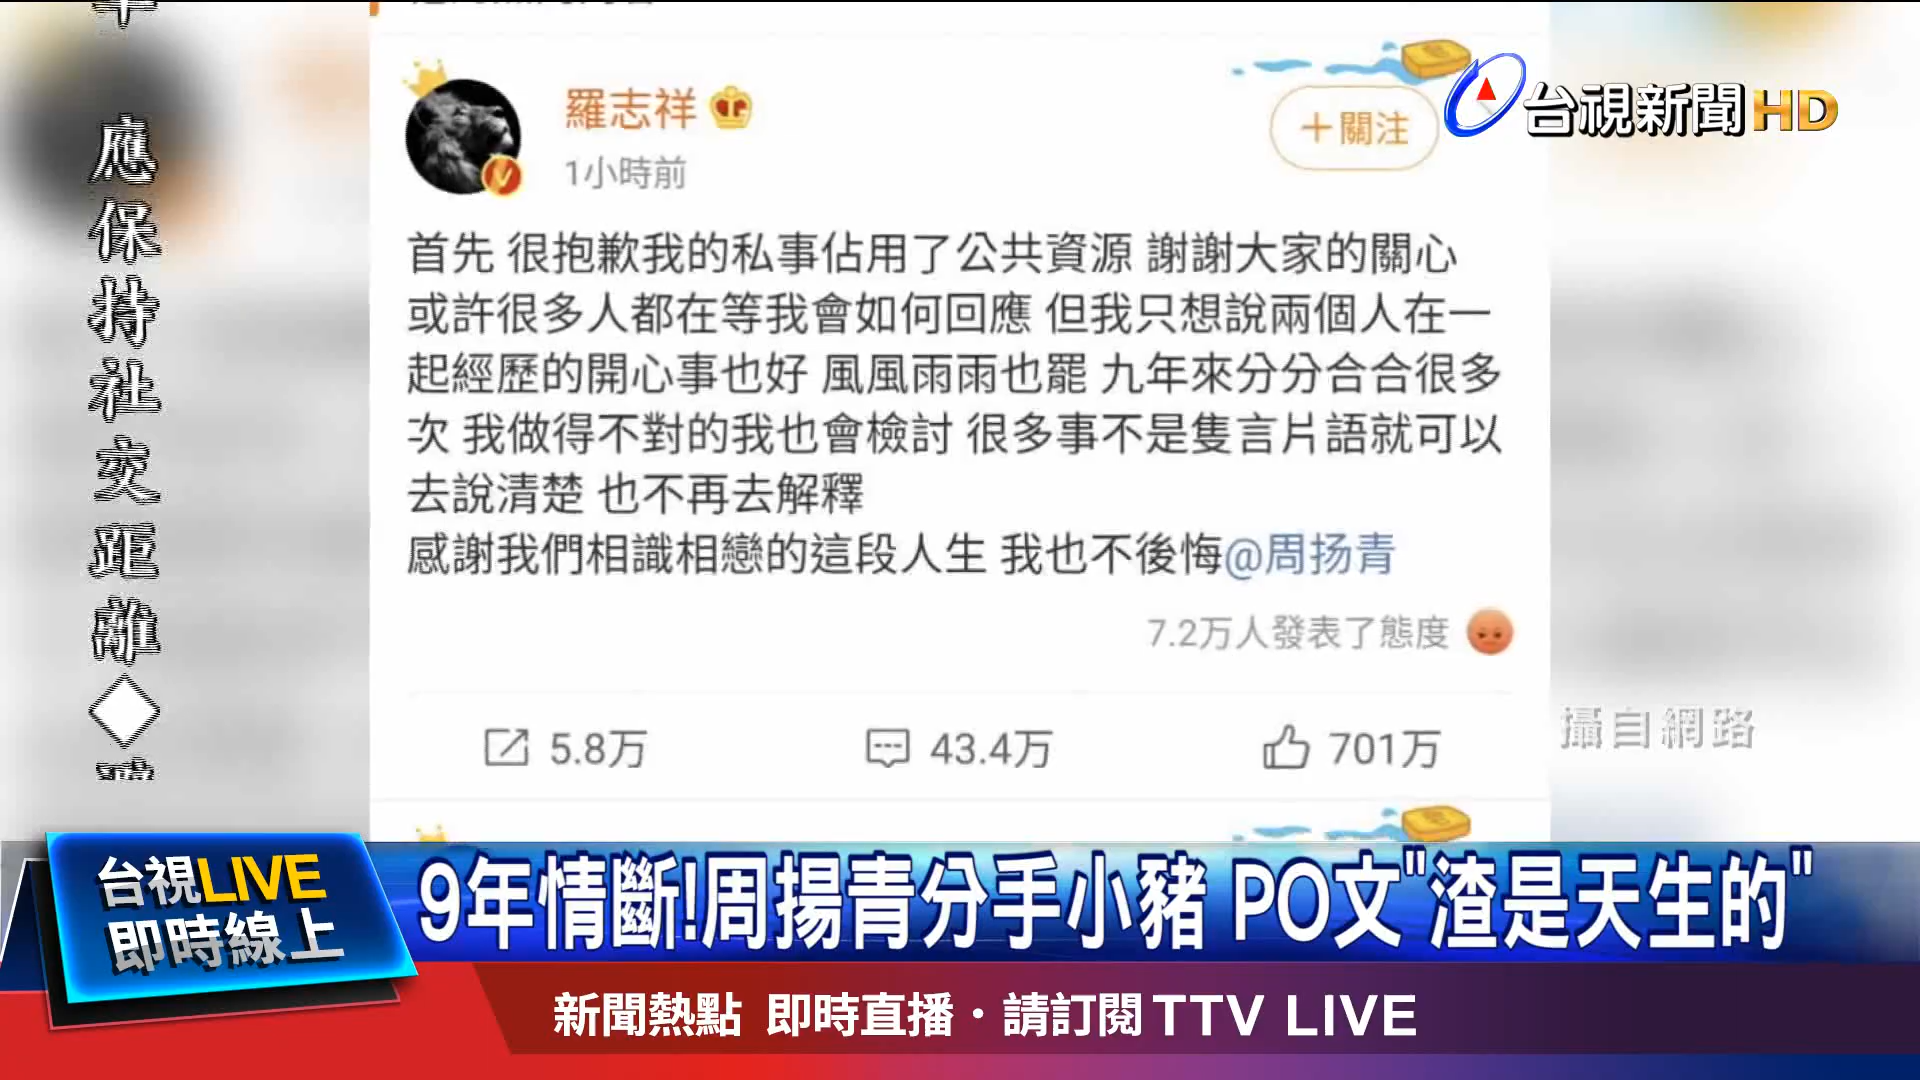 羅志祥
1小時前
+關注
台視新聞HD
首先 很抱歉我的私事佔用了公共資源 謝謝大家的關心
或許很多人都在等我會如何回應 但我只想說兩個人在一
起經歷的開心事也好 風風雨雨也罷 九年來分分合合很多
次 我做得不對的我也會檢討 很多事不是隻言片語就可以
去說清楚 也不再去解釋
感謝我們相識相戀的這段人生 我也不後悔@周扬青
7.2万人發表了態度
5.8万
43.4万
701万
應保持社交距離◆
攝自網路
台視LIVE
即時線上
9年情斷!周揚青分手小豬 PO文"渣是天生的"
新聞熱點 即時直播·請訂閱TTV LIVE